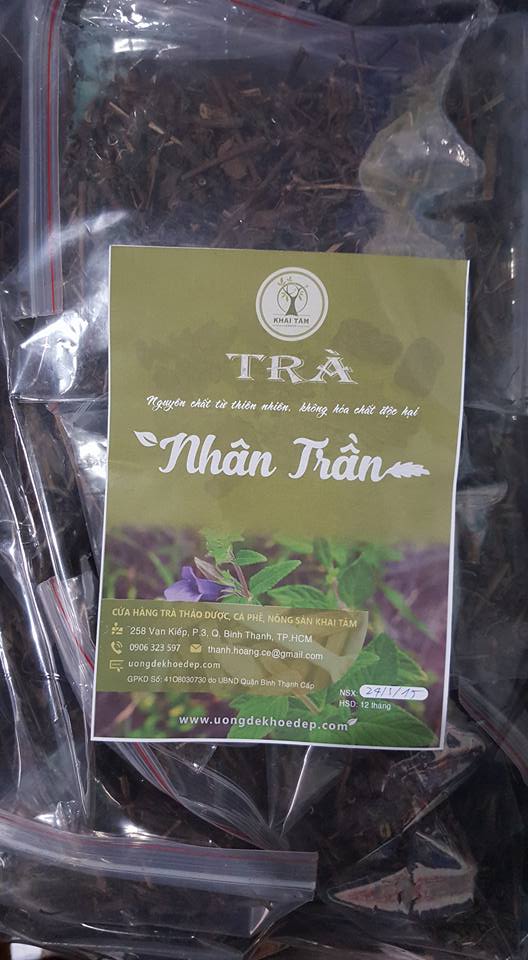 KHAI TÂM
TRÀ
Nguyên chất từ thiên nhiên, không hóa chất độc hại
Nhân Trần
CỬA HÀNG TRÀ THẢO DƯỢC, CÀ PHÊ, NÔNG SẢN KHAI TÂM
258 Vạn Kiếp, P.3, Q. Bình Thạnh, TP.HCM
0906 323 597 thanh.hoang.ce@gmail.com
uongdekhoedep.com
GPKD Số: 41O8030730 do UBND Quận Bình Thạnh Cấp
NSX: 24/3/15
HSD: 12 tháng
www.uongdekhoedep.com